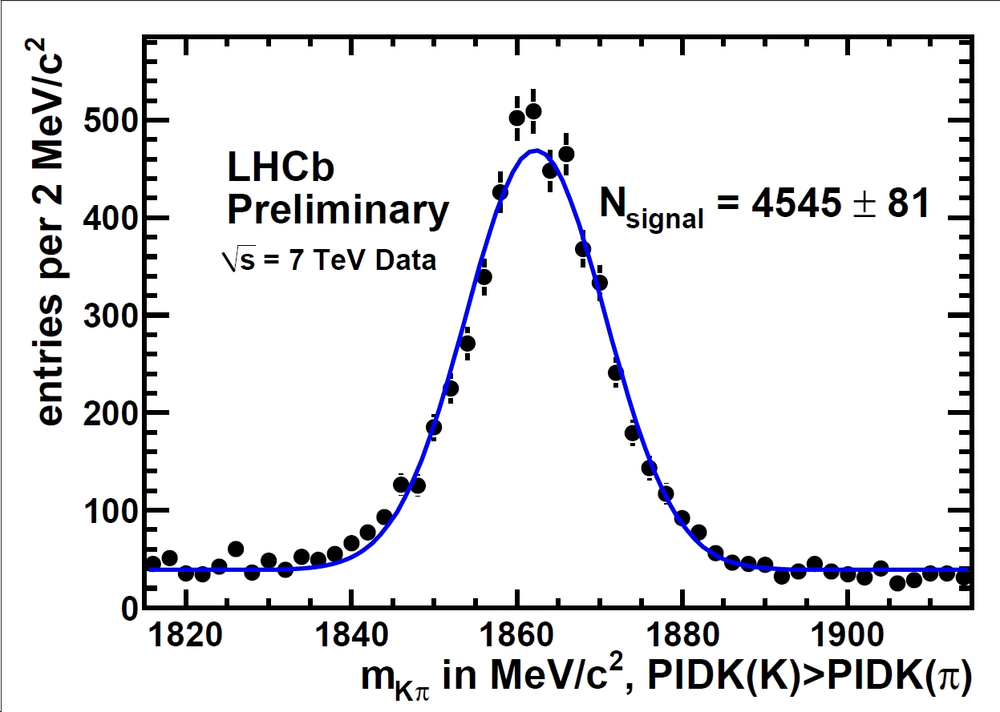 entries per 2 MeV/c²
500
400
300
200
100
0
LHCb
Preliminary
√s = 7 TeV Data
N_signal = 4545 ± 81
1820 1840 1860 1880 1900
m_Kπ in MeV/c², PIDK(K)>PIDK(π)